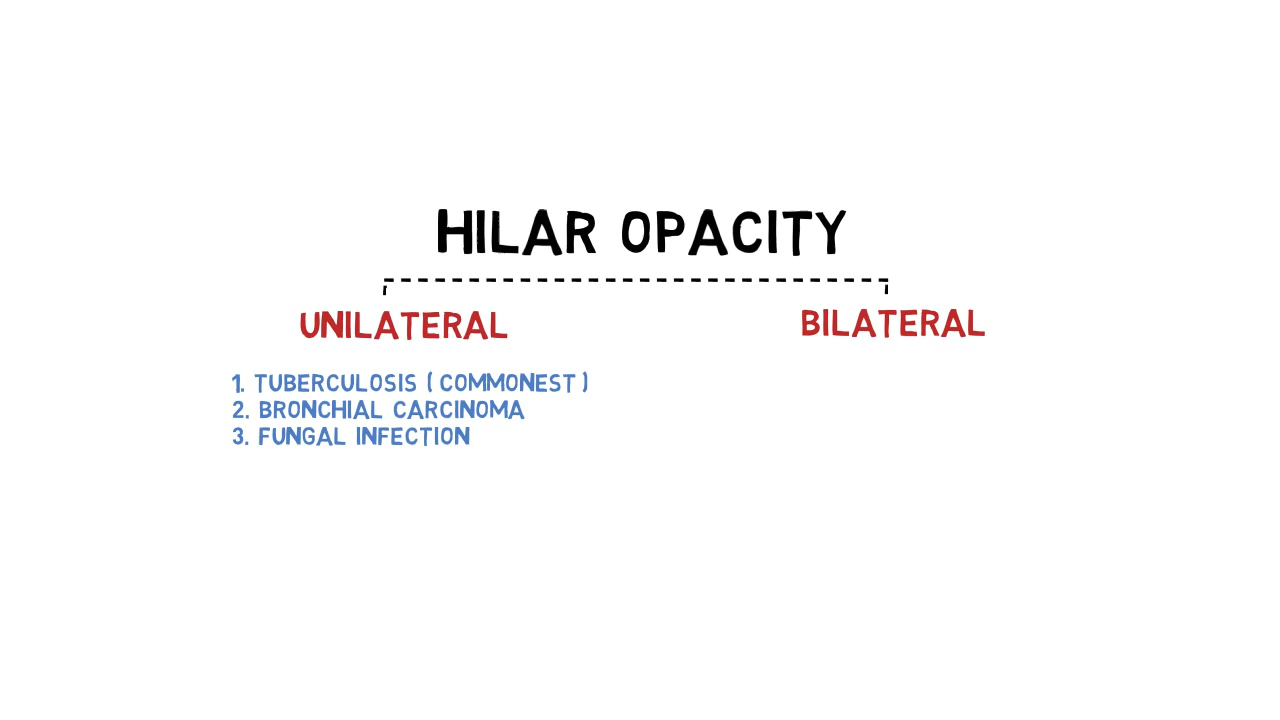 HILAR OPACITY
UNILATERAL
BILATERAL
1. TUBERCULOSIS ( COMMONEST )
2. BRONCHIAL CARCINOMA
3. FUNGAL INFECTION